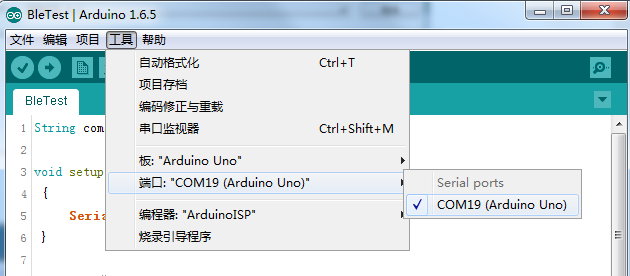 BleTest | Arduino 1.6.5
文件 编辑 项目 工具 帮助
BleTest
自动格式化 Ctrl+T
项目存档
编码修正与重载
串口监视器 Ctrl+Shift+M
板: "Arduino Uno"
端口: "COM19 (Arduino Uno)"
编程器: "ArduinoISP"
烧录引导程序
Serial ports
COM19 (Arduino Uno)
1 String com
2
3 void setup
4 {
5 Seria
6 }
7